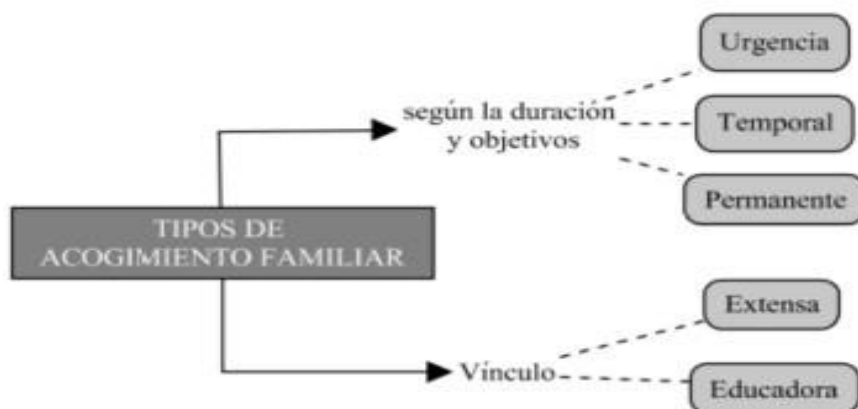 Urgencia
según la duración
y objetivos
Temporal
Permanente
TIPOS DE
ACOGIMIENTO FAMILIAR
Extensa
Vínculo
Educadora